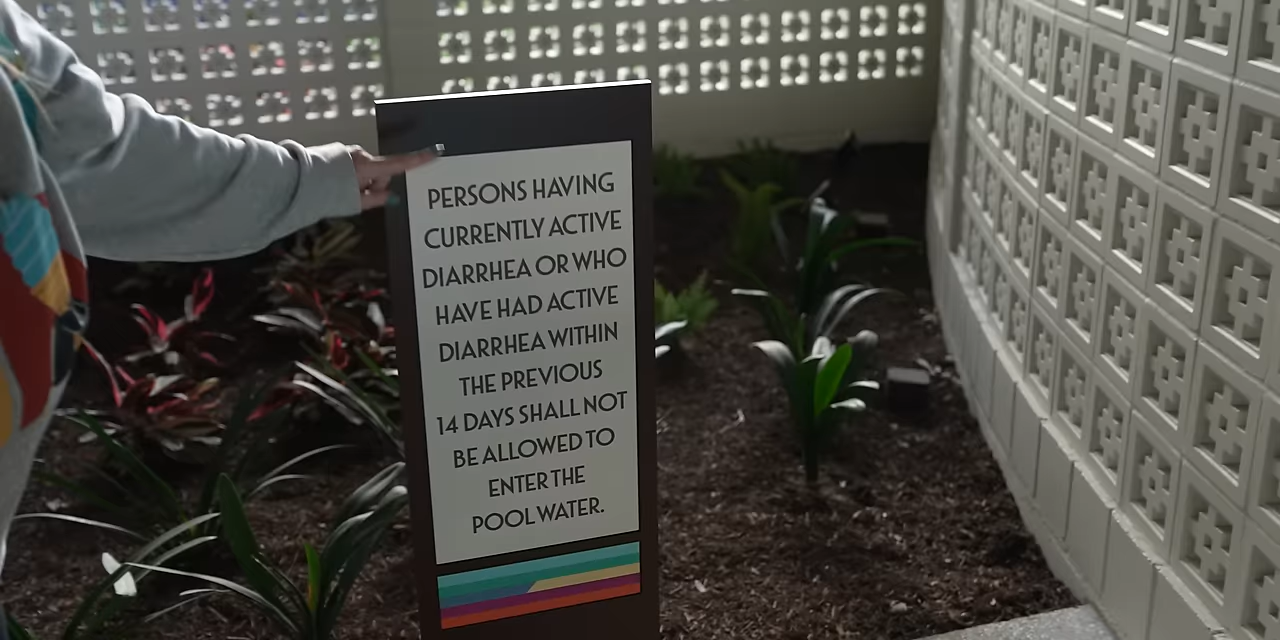 PERSONS HAVING
CURRENTLY ACTIVE
DIARRHEA OR WHO
HAVE HAD ACTIVE
DIARRHEA WITHIN
THE PREVIOUS
14 DAYS SHALL NOT
BE ALLOWED TO
ENTER THE
POOL WATER.